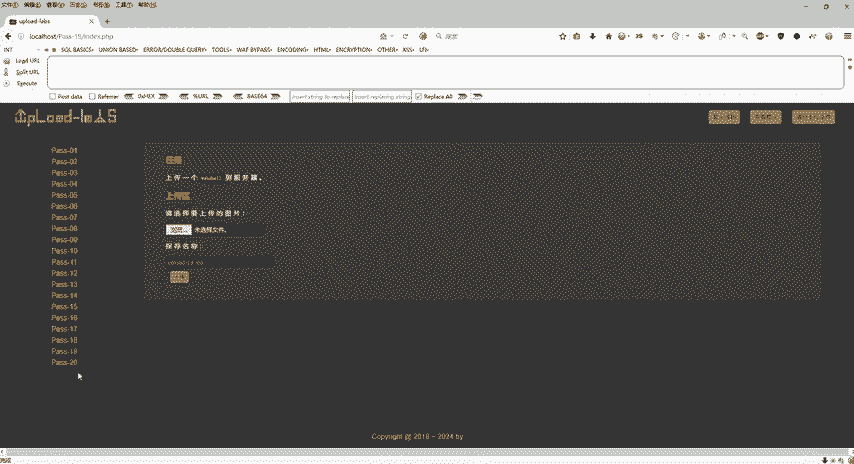 文件(F) 编辑(E) 查看(V) 历史(S) 书签(B) 工具(T) 帮助(H)
upload-labs
localhost/Pass-19/index.php
搜索
INT
SQL BASICS UNION BASED ERROR/DOUBLE QUERY TOOLS WAF BYPASS ENCODING HTML ENCRYPTION OTHER XSS LFI
Load URL
Split URL
Execute
Post data Referrer 0xHEX %URL BASE64 Insert string to replace Insert replacing string Replace All
UpLoad-labS
Pass-01
Pass-02
Pass-03
Pass-04
Pass-05
Pass-06
Pass-07
Pass-08
Pass-09
Pass-10
Pass-11
Pass-12
Pass-13
Pass-14
Pass-15
Pass-16
Pass-17
Pass-18
Pass-19
Pass-20
任务
上传一个 webshell 到服务器。
上传区
请选择要上传的图片：
未选择文件。
保存名称：
Copyright @ 2018 ~ 2024 by